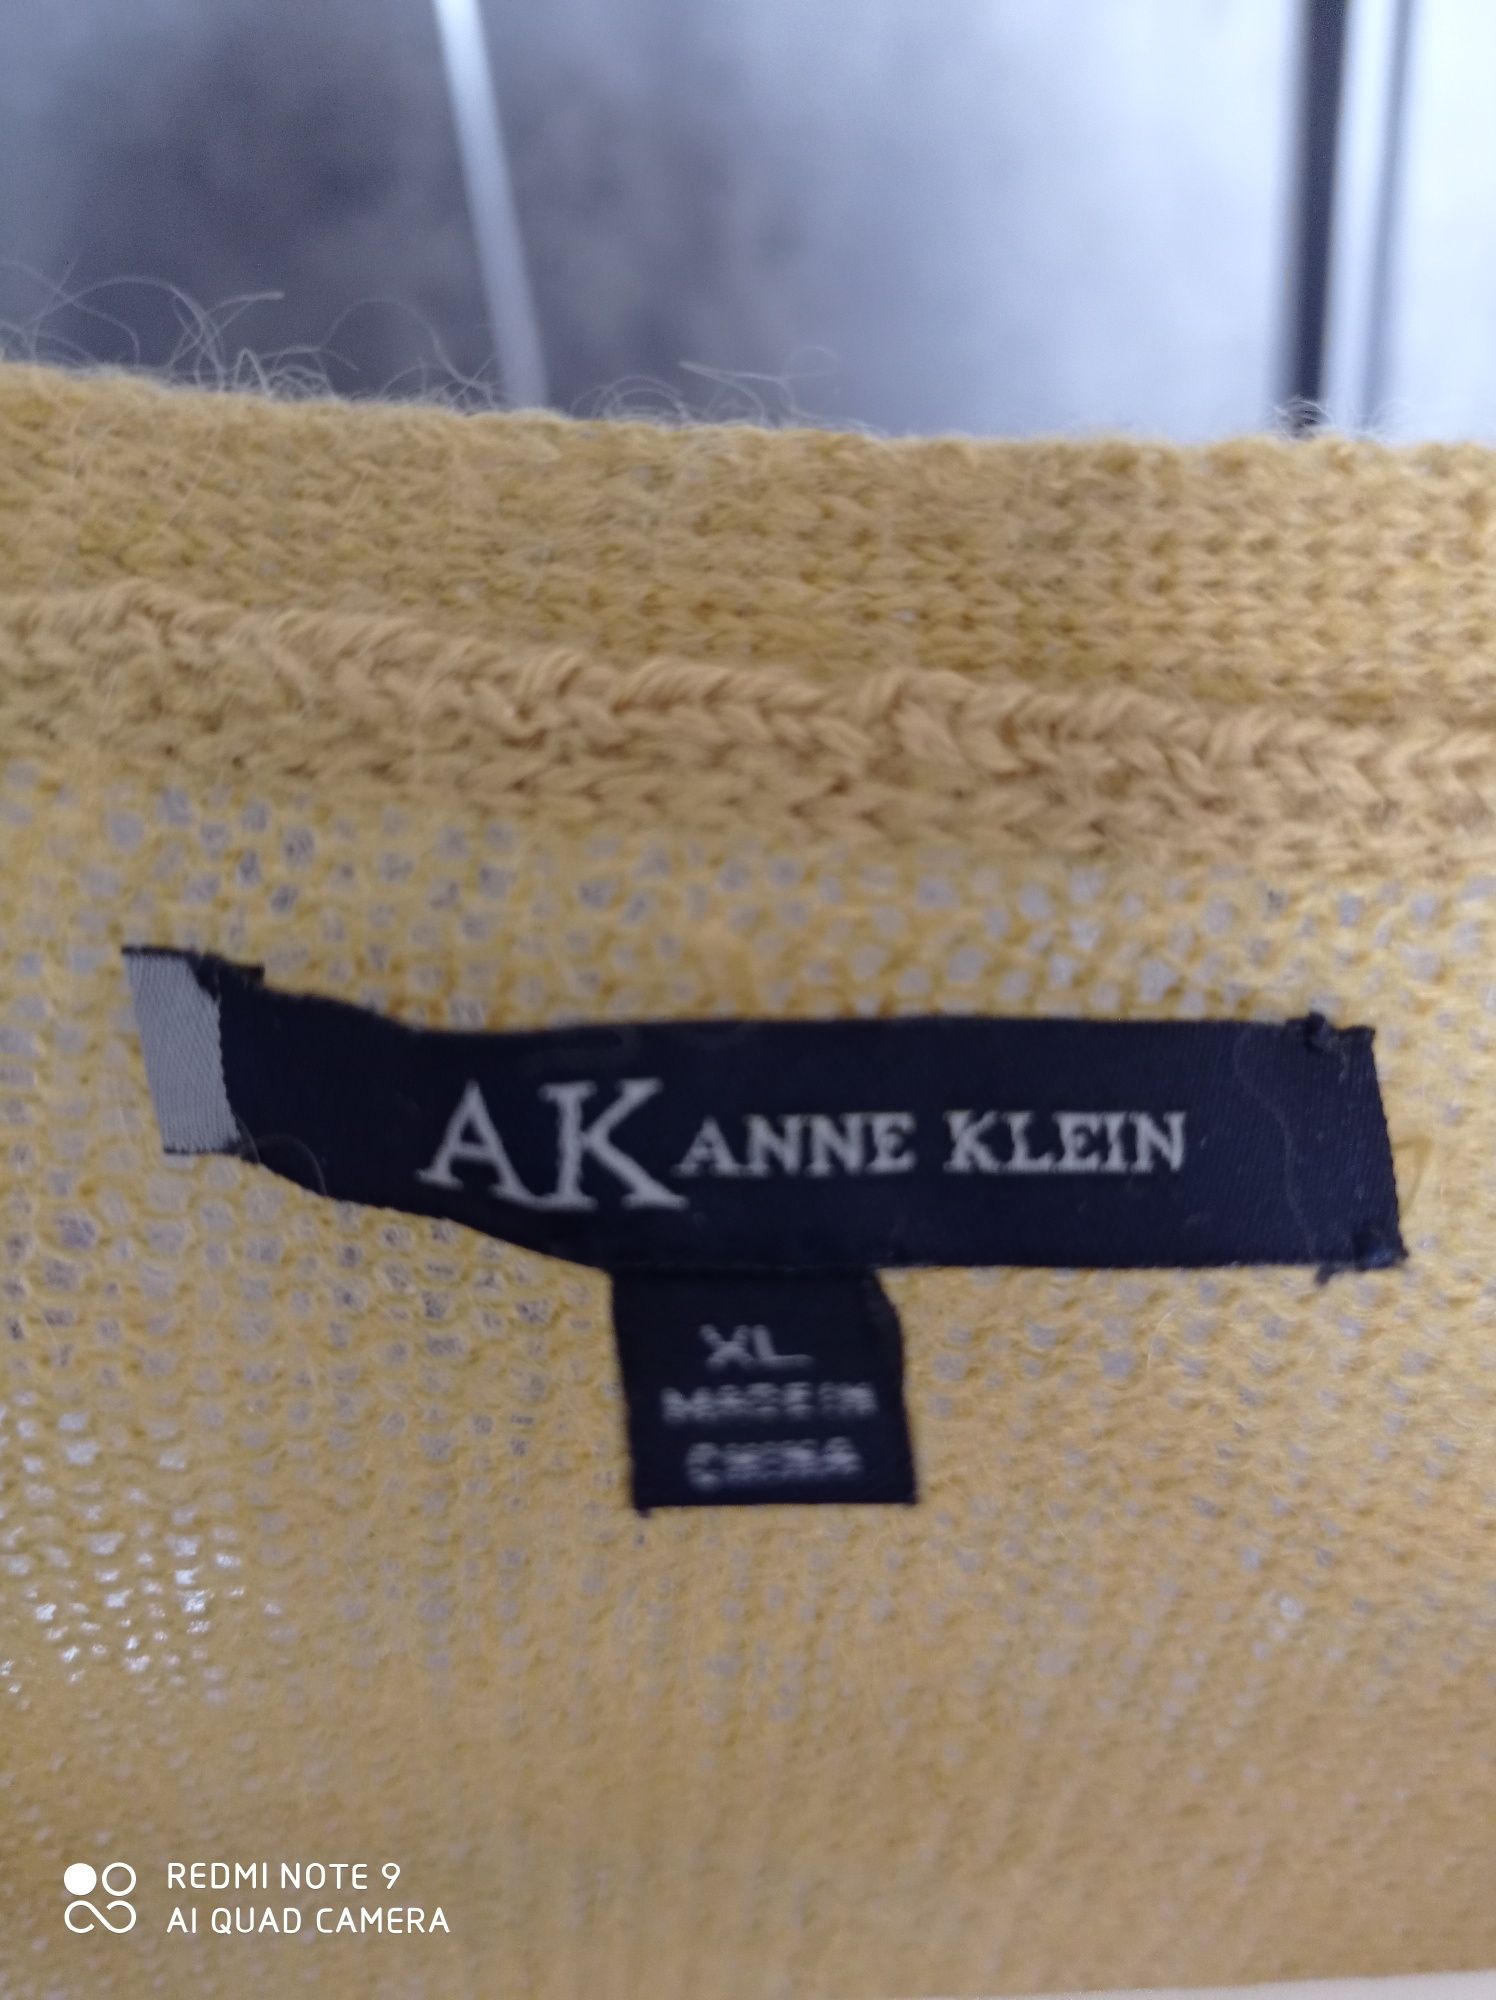 AK ANNE KLEIN
XL
MADE IN
CHINA
REDMI NOTE 9
AI QUAD CAMERA